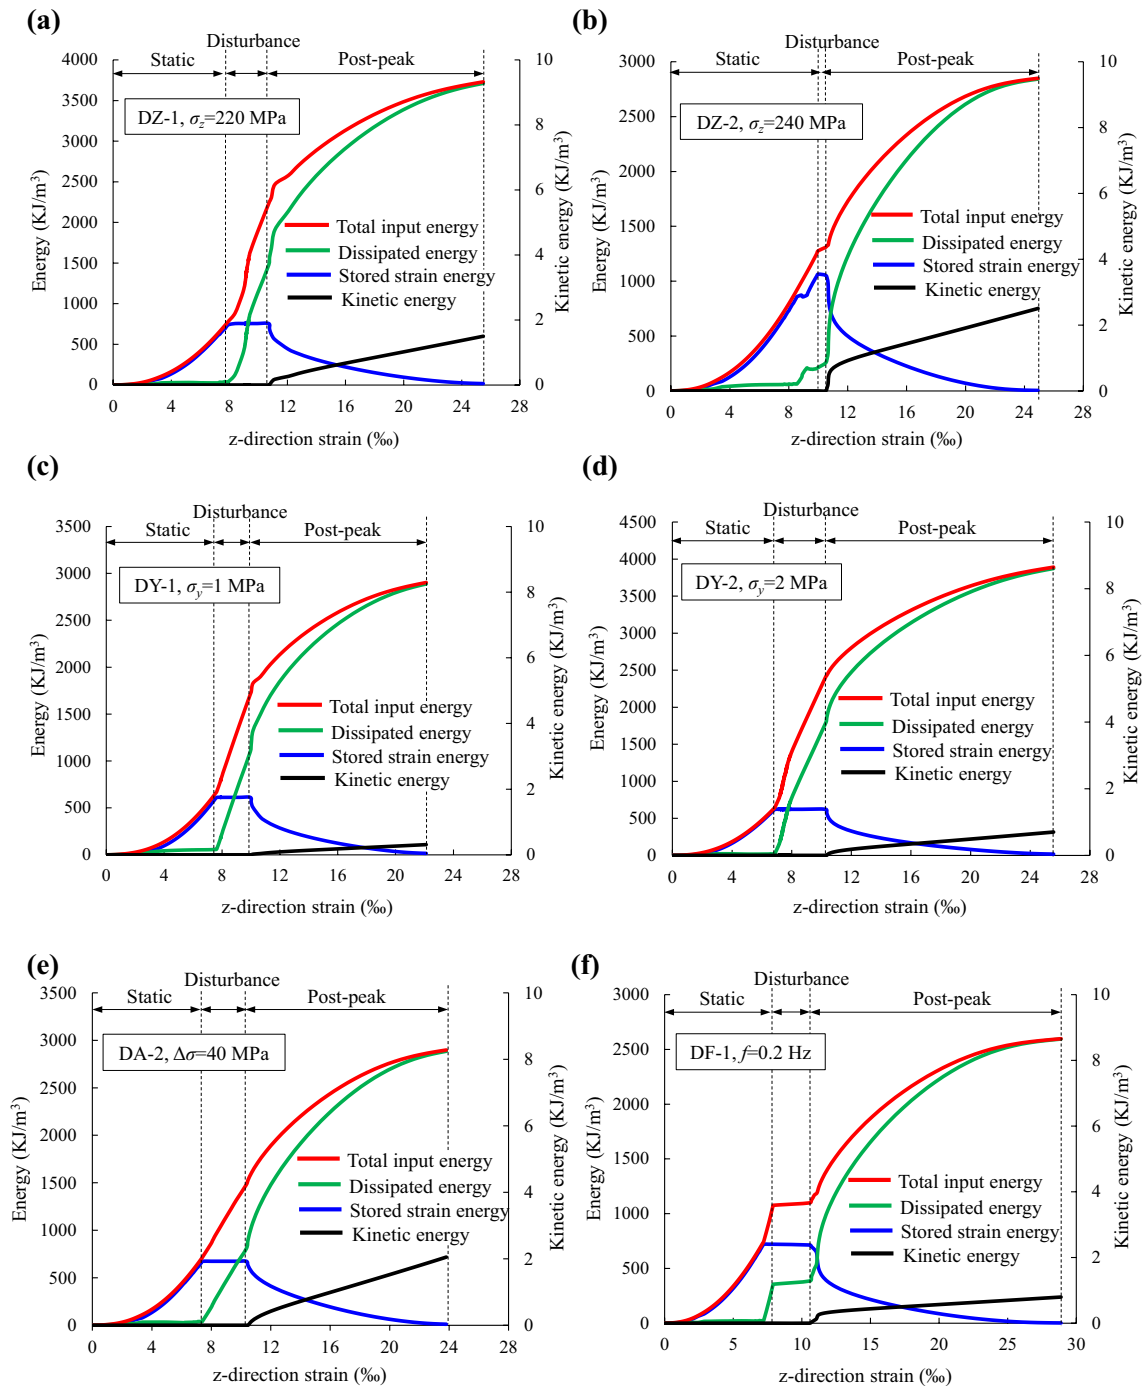 (a)
Disturbance
Static
Post-peak
DZ-1, σz=220 MPa
Total input energy
Dissipated energy
Stored strain energy
Kinetic energy
Energy (KJ/m³)
4000
3500
3000
2500
2000
1500
1000
500
0
Kinetic energy (KJ/m³)
10
8
6
4
2
0
0 4 8 12 16 20 24 28
z-direction strain (‰)
(b)
Disturbance
Static
Post-peak
DZ-2, σz=240 MPa
Total input energy
Dissipated energy
Stored strain energy
Kinetic energy
Energy (KJ/m³)
3000
2500
2000
1500
1000
500
0
Kinetic energy (KJ/m³)
10
8
6
4
2
0
0 4 8 12 16 20 24 28
z-direction strain (‰)
(c)
Disturbance
Static
Post-peak
DY-1, σy=1 MPa
Total input energy
Dissipated energy
Stored strain energy
Kinetic energy
Energy (KJ/m³)
3500
3000
2500
2000
1500
1000
500
0
Kinetic energy (KJ/m³)
10
8
6
4
2
0
0 4 8 12 16 20 24 28
z-direction strain (‰)
(d)
Disturbance
Static
Post-peak
DY-2, σy=2 MPa
Total input energy
Dissipated energy
Stored strain energy
Kinetic energy
Energy (KJ/m³)
4500
4000
3500
3000
2500
2000
1500
1000
500
0
Kinetic energy (KJ/m³)
10
8
6
4
2
0
0 4 8 12 16 20 24 28
z-direction strain (‰)
(e)
Disturbance
Static
Post-peak
DA-2, Δσ=40 MPa
Total input energy
Dissipated energy
Stored strain energy
Kinetic energy
Energy (KJ/m³)
3500
3000
2500
2000
1500
1000
500
0
Kinetic energy (KJ/m³)
10
8
6
4
2
0
0 4 8 12 16 20 24 28
z-direction strain (‰)
(f)
Disturbance
Static
Post-peak
DF-1, f=0.2 Hz
Total input energy
Dissipated energy
Stored strain energy
Kinetic energy
Energy (KJ/m³)
3000
2500
2000
1500
1000
500
0
Kinetic energy (KJ/m³)
10
8
6
4
2
0
0 5 10 15 20 25 30
z-direction strain (‰)